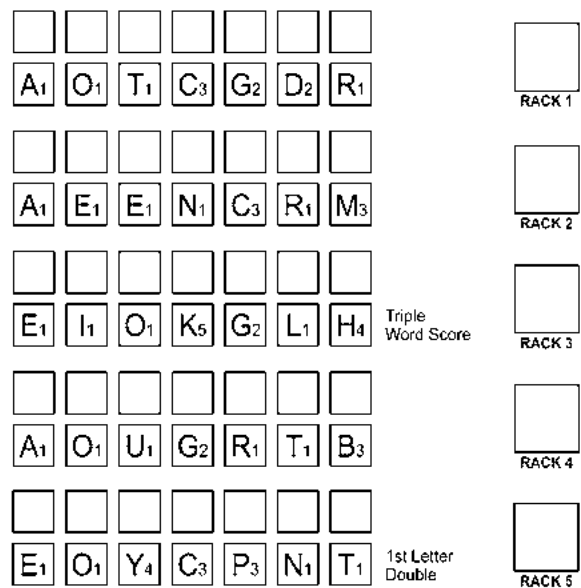 A1 O1 T1 C3 G2 D2 R1
RACK 1
A1 E1 E1 N1 C3 R1 M3
RACK 2
E1 I1 O1 K5 G2 L1 H4
Triple
Word Score
RACK 3
A1 O1 U1 G2 R1 T1 B3
RACK 4
E1 O1 Y4 C3 P3 N1 T1
1st Letter
Double
RACK 5